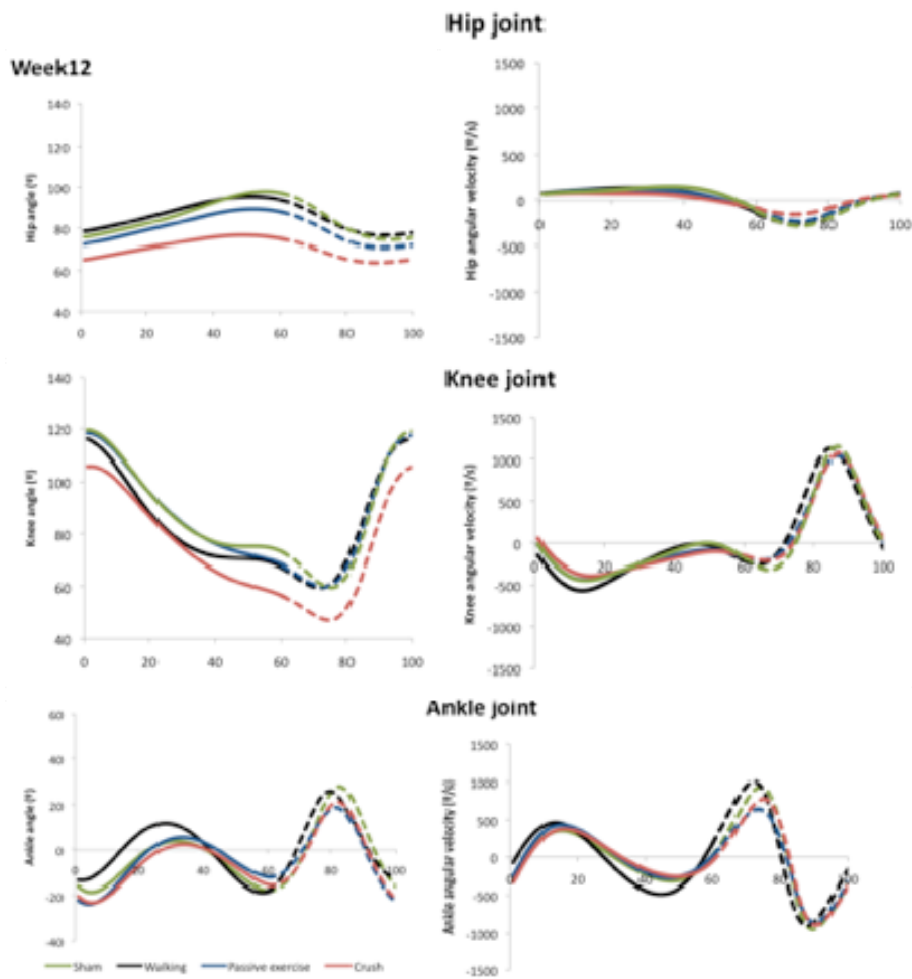 Hip joint
Week12
Hip angle (º)
140
120
100
80
60
40
0 20 40 60 80 100
Hip angular velocity (º/s)
1500
1000
500
0
-500
-1000
-1500
0 20 40 60 80 100
Knee joint
Knee angle (º)
140
120
100
80
60
40
0 20 40 60 80 100
Knee angular velocity (º/s)
1500
1000
500
0
-500
-1000
-1500
0 20 40 60 80 100
Ankle joint
Ankle angle (º)
60
40
20
0
-20
-40
0 20 40 60 80 100
Ankle angular velocity (º/s)
1500
1000
500
0
-500
-1000
-1500
0 20 40 60 80 100
Sham Walking Passive exercise Crush